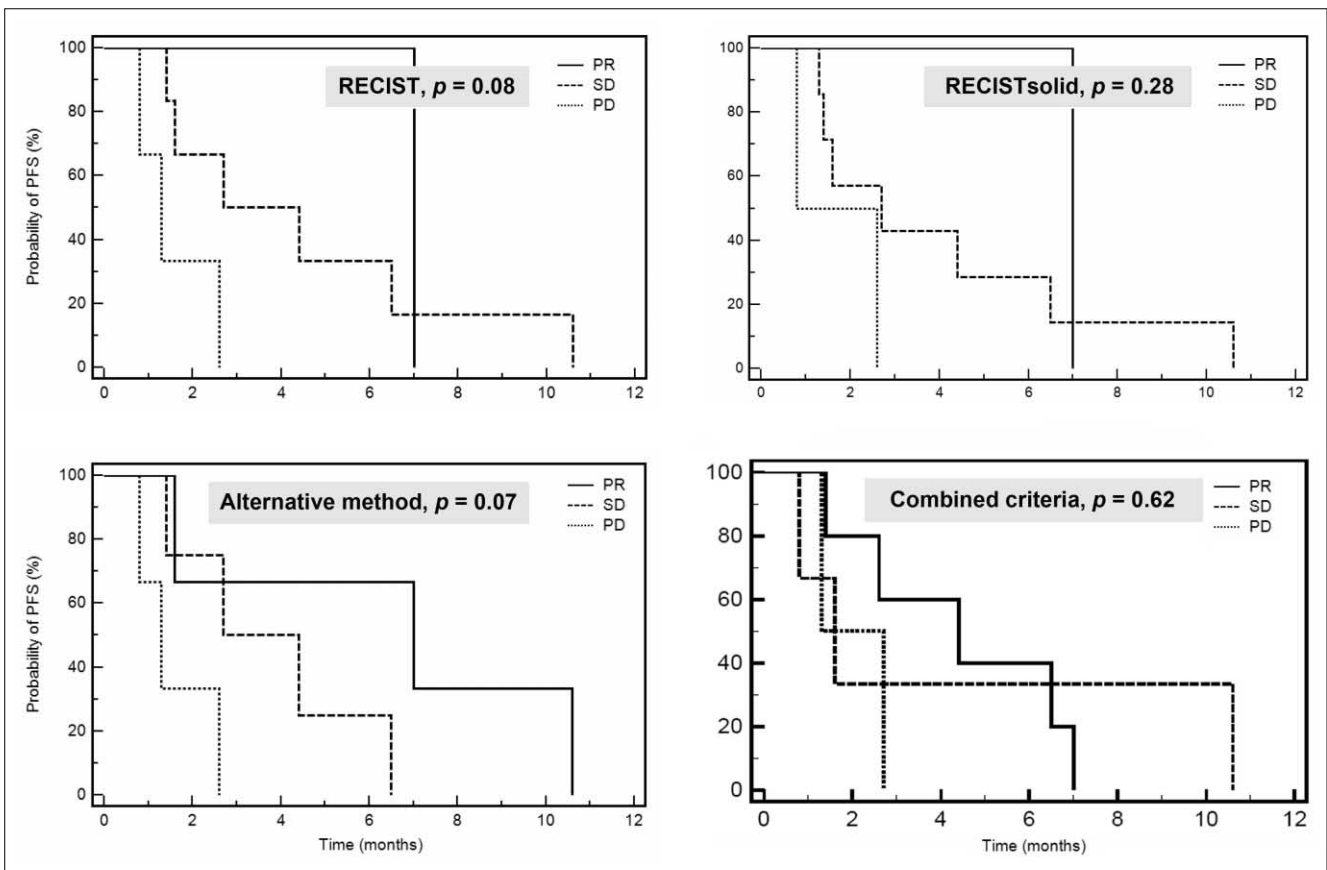 RECIST, p = 0.08
PR
SD
PD
Probability of PFS (%)
100
80
60
40
20
0
0 2 4 6 8 10 12
RECISTsolid, p = 0.28
PR
SD
PD
100
80
60
40
20
0
0 2 4 6 8 10 12
Alternative method, p = 0.07
PR
SD
PD
Probability of PFS (%)
100
80
60
40
20
0
0 2 4 6 8 10 12
Time (months)
Combined criteria, p = 0.62
PR
SD
PD
100
80
60
40
20
0
0 2 4 6 8 10 12
Time (months)